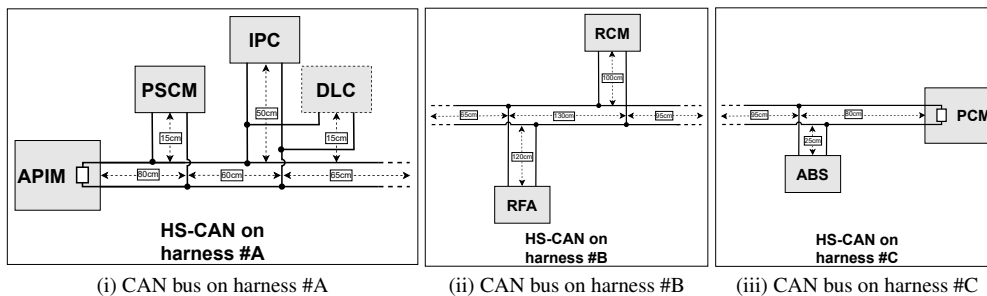 IPC
PSCM
DLC
50cm
15cm
15cm
APIM
80cm
60cm
65cm
HS-CAN on
harness #A
(i) CAN bus on harness #A
RCM
100cm
65cm
130cm
95cm
120cm
RFA
HS-CAN on
harness #B
(ii) CAN bus on harness #B
95cm
80cm
PCM
25cm
ABS
HS-CAN on
harness #C
(iii) CAN bus on harness #C